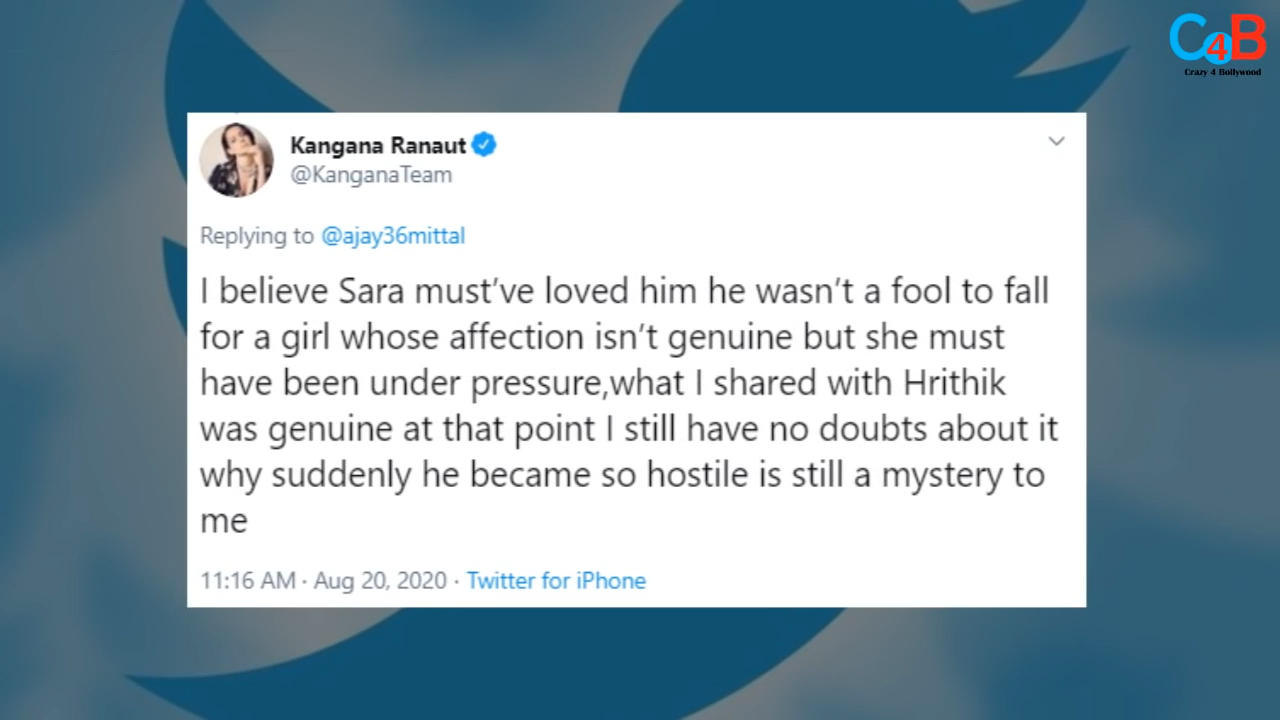 C4B
Crazy 4 Bollywood
Kangana Ranaut
@KanganaTeam
Replying to @ajay36mittal
I believe Sara must've loved him he wasn't a fool to fall
for a girl whose affection isn't genuine but she must
have been under pressure,what I shared with Hrithik
was genuine at that point I still have no doubts about it
why suddenly he became so hostile is still a mystery to
me
11:16 AM · Aug 20, 2020 · Twitter for iPhone